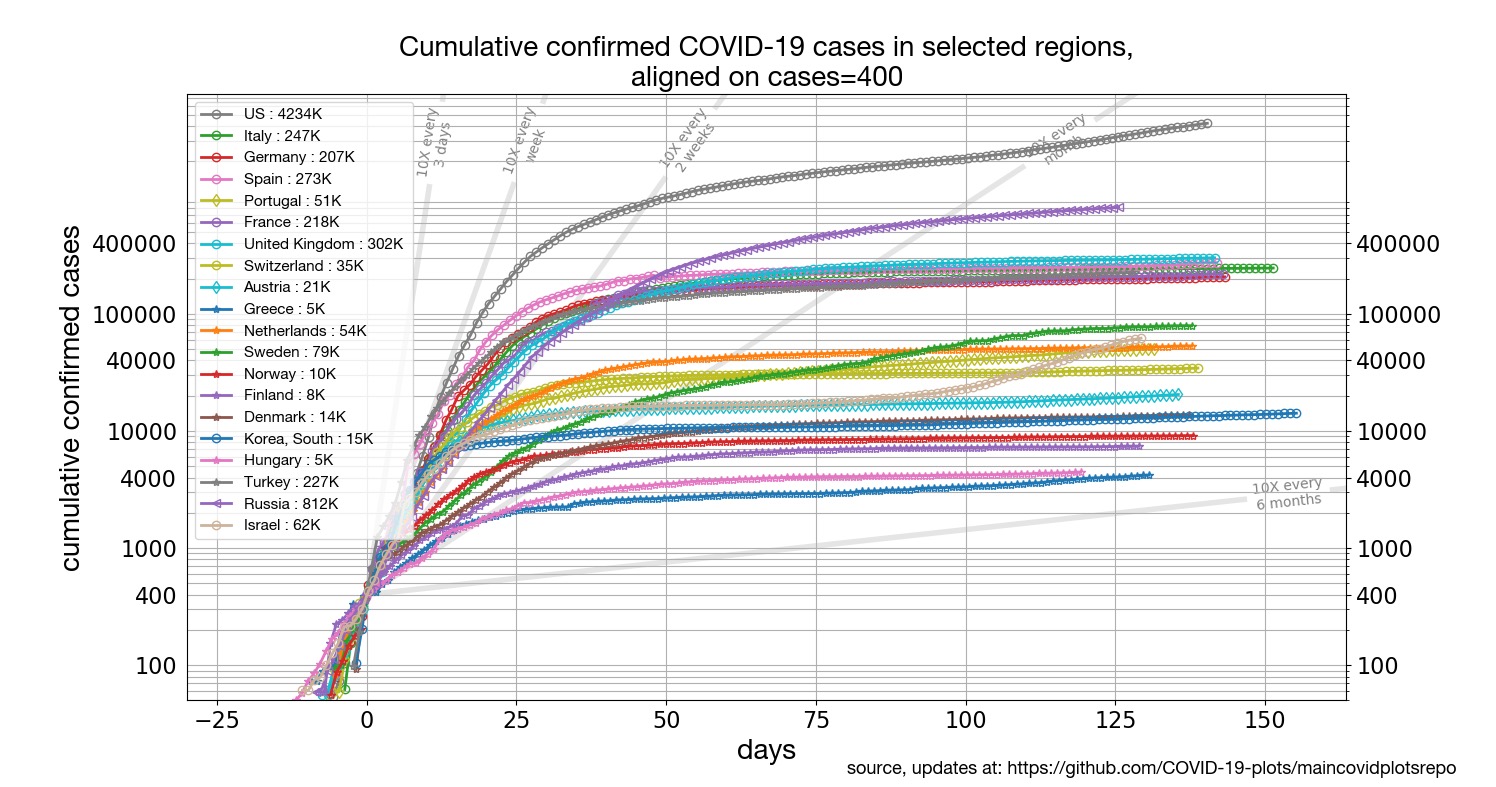 Cumulative confirmed COVID-19 cases in selected regions,
aligned on cases=400
US : 4234K
Italy : 247K
Germany : 207K
Spain : 273K
Portugal : 51K
France : 218K
United Kingdom : 302K
Switzerland : 35K
Austria : 21K
Greece : 5K
Netherlands : 54K
Sweden : 79K
Norway : 10K
Finland : 8K
Denmark : 14K
Korea, South : 15K
Hungary : 5K
Turkey : 227K
Russia : 812K
Israel : 62K
10X every
3 days
10X every
week
10X every
2 weeks
10X every
month
10X every
6 months
cumulative confirmed cases
400000
100000
40000
10000
4000
1000
400
100
400000
100000
40000
10000
4000
1000
400
100
−25
0
25
50
75
100
125
150
days
source, updates at: https://github.com/COVID-19-plots/maincovidplotsrepo